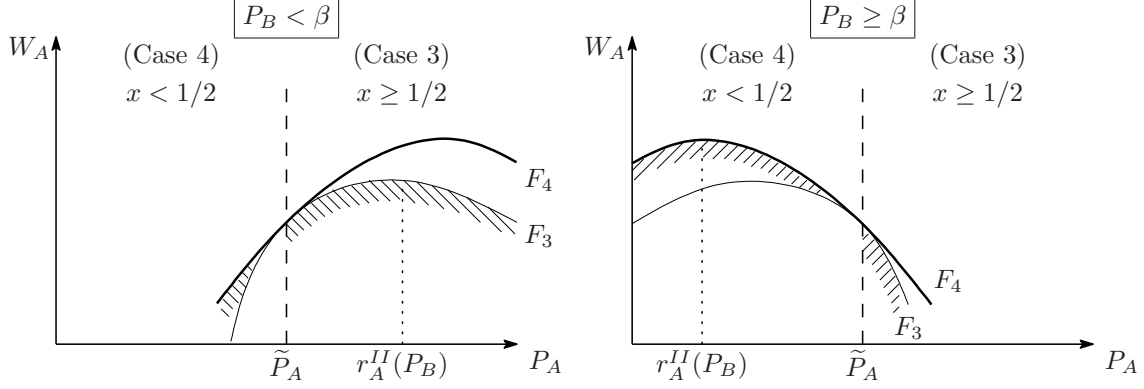 P_B < β
W_A
(Case 4)
x < 1/2
(Case 3)
x ≥ 1/2
F_4
F_3
P̃_A
r_A^{II}(P_B)
P_A
P_B ≥ β
W_A
(Case 4)
x < 1/2
(Case 3)
x ≥ 1/2
F_4
F_3
r_A^{II}(P_B)
P̃_A
P_A